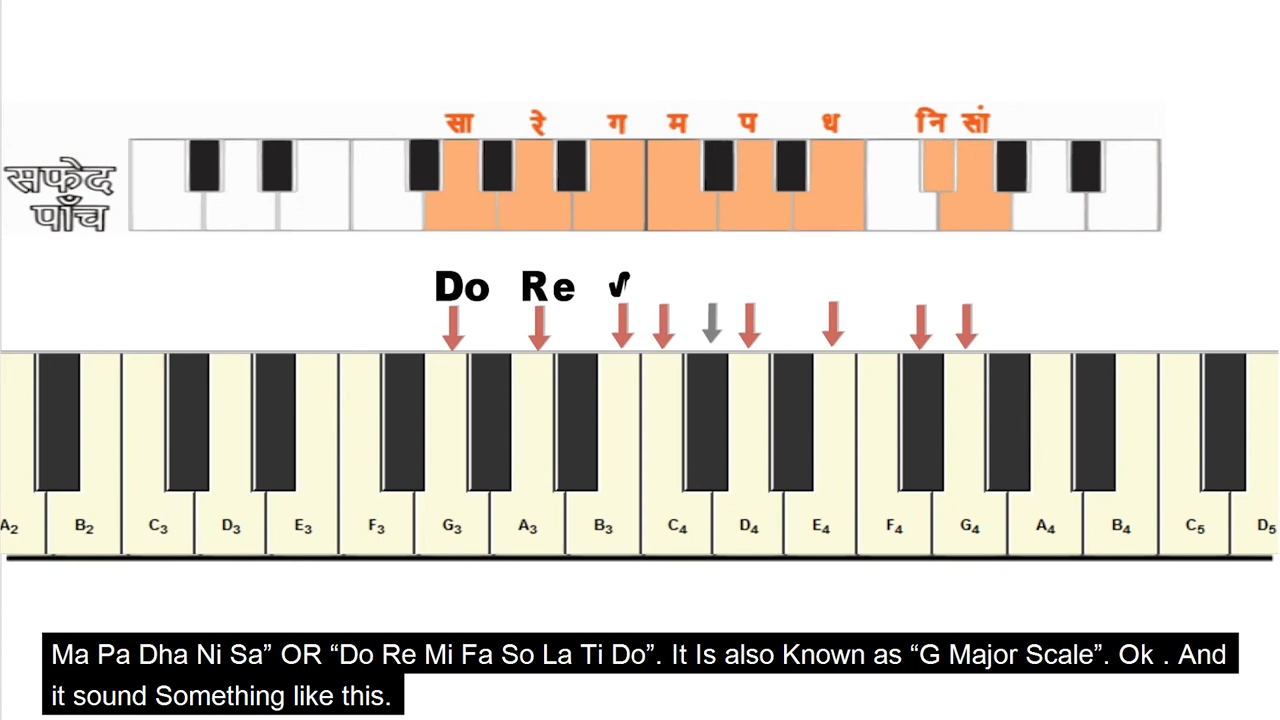 सा रे ग म प ध नि सां
सफेद
पाँच
Do Re
A2 B2 C3 D3 E3 F3 G3 A3 B3 C4 D4 E4 F4 G4 A4 B4 C5 D5
Ma Pa Dha Ni Sa” OR “Do Re Mi Fa So La Ti Do”. It Is also Known as “G Major Scale”. Ok . And
it sound Something like this.